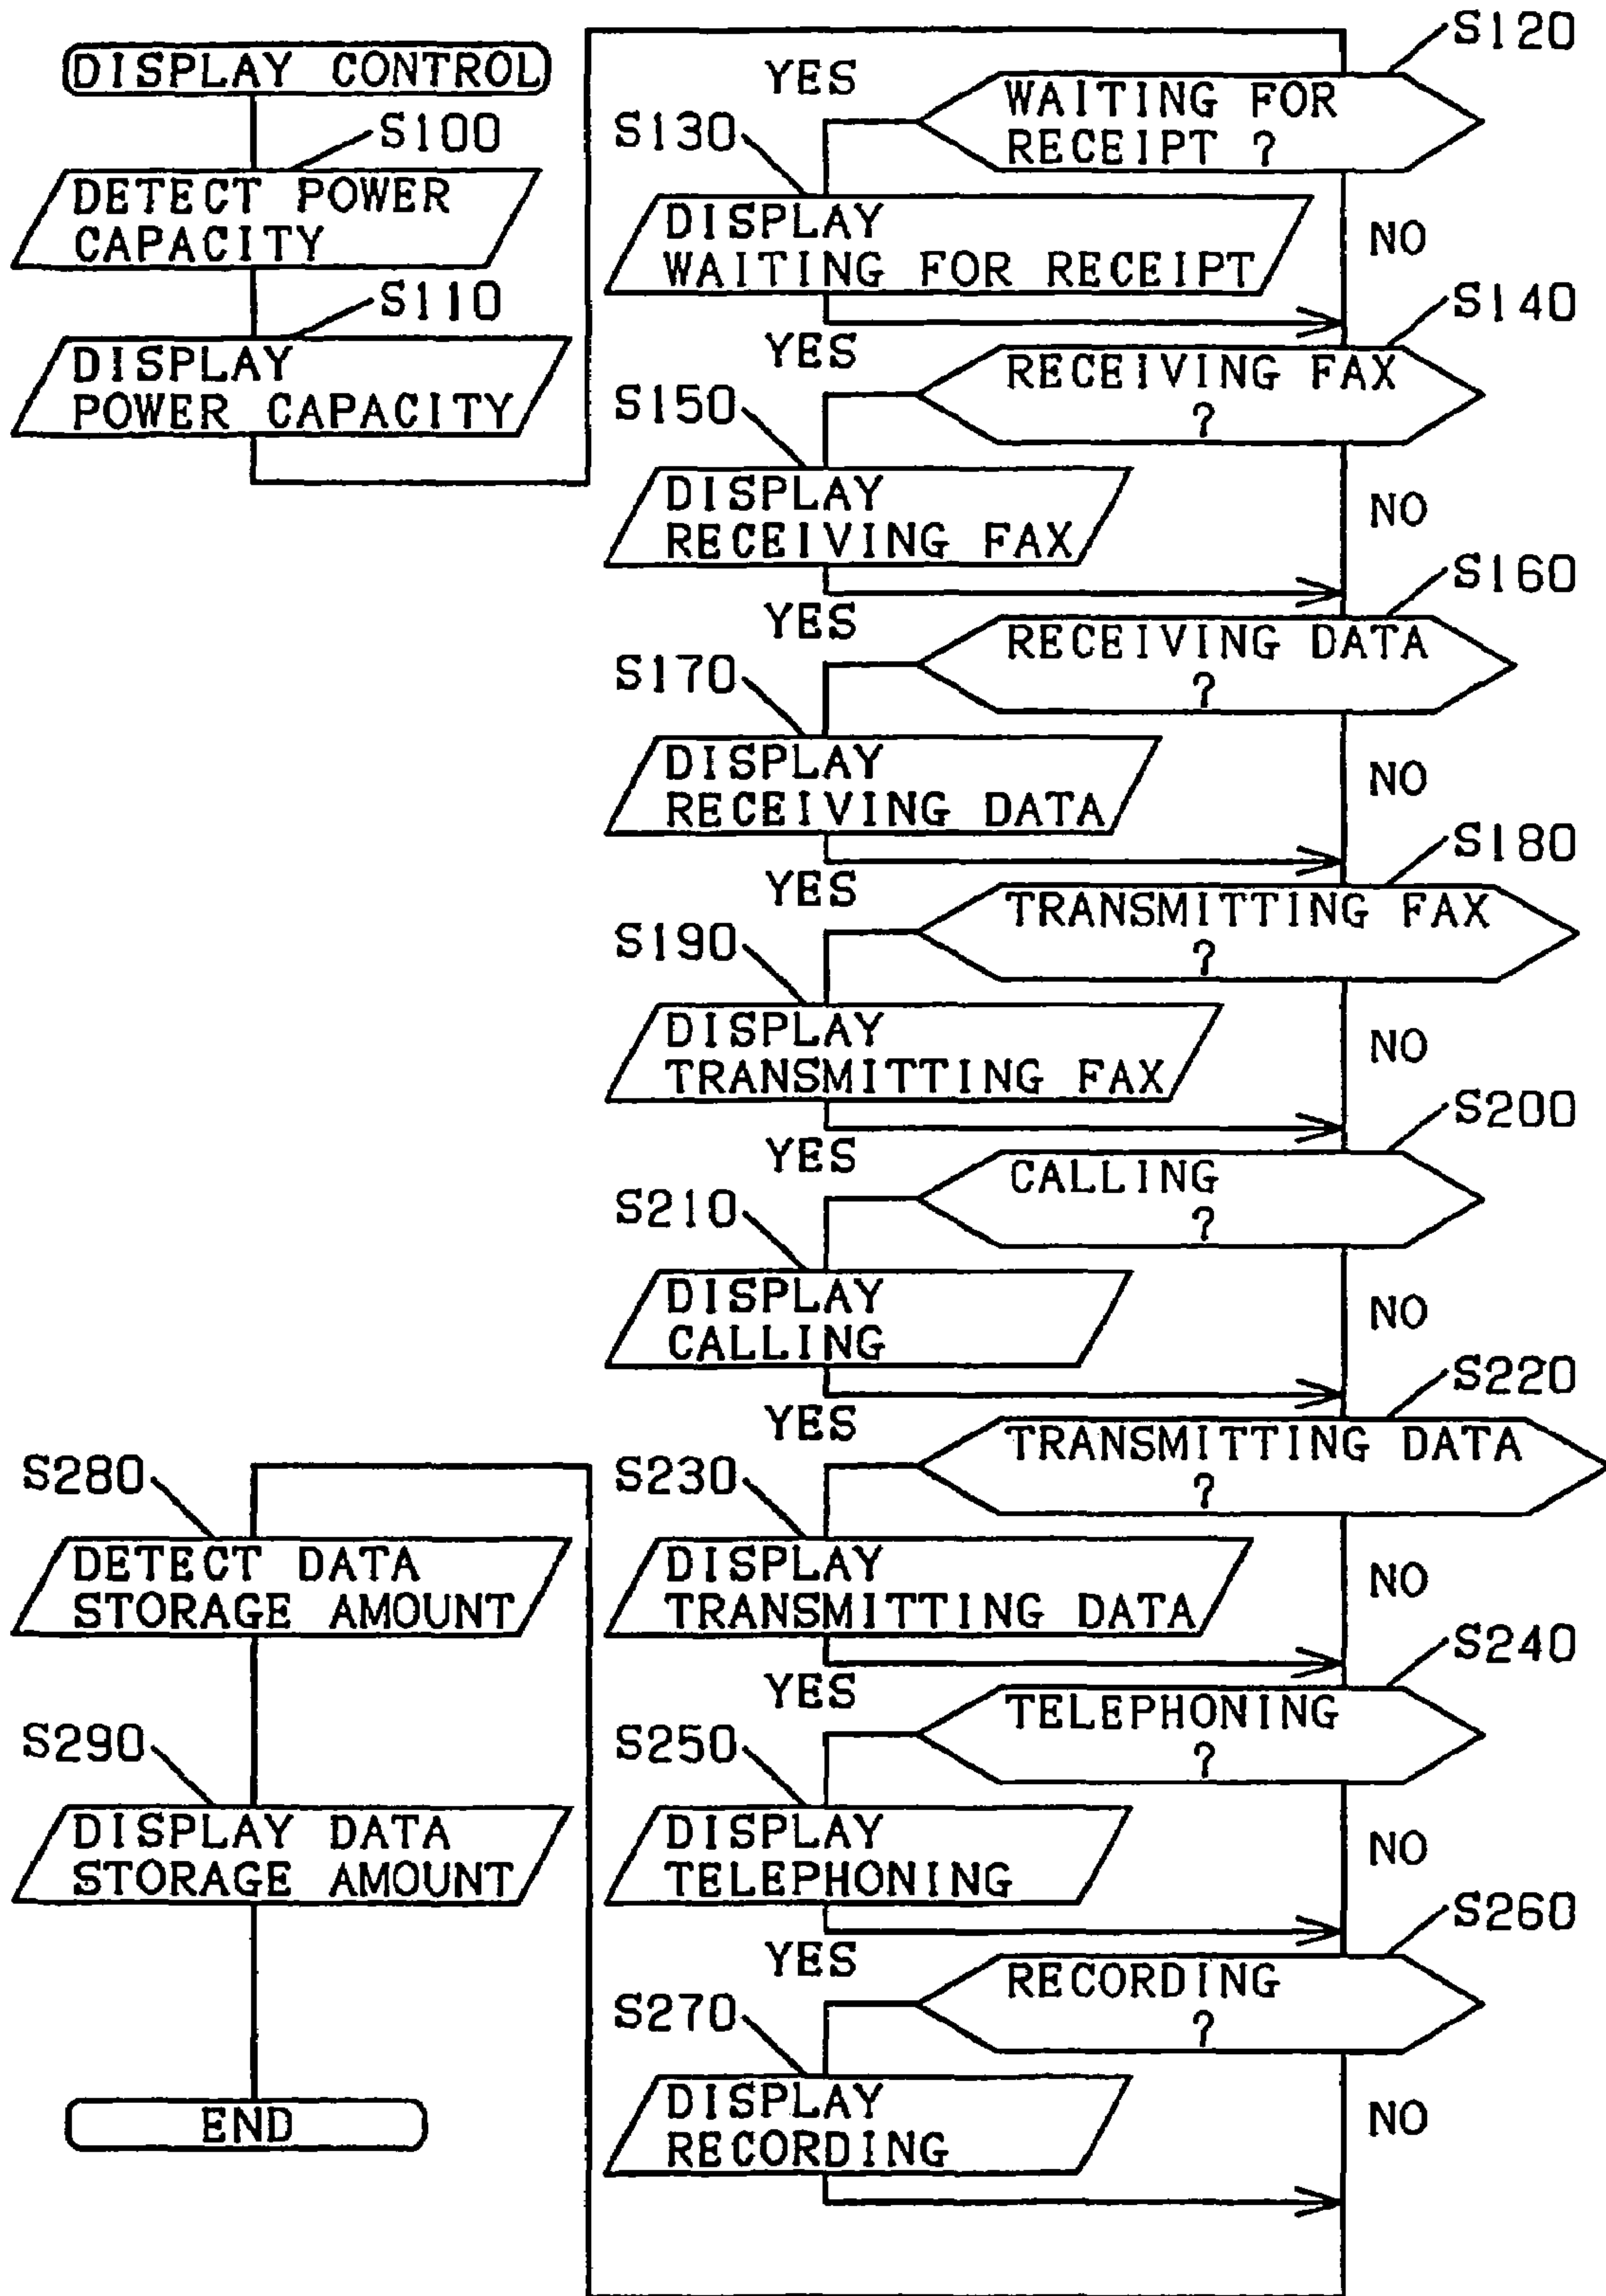 DISPLAY CONTROL
S100
DETECT POWER
CAPACITY
S110
DISPLAY
POWER CAPACITY
S120
YES
WAITING FOR
RECEIPT ?
S130
DISPLAY
WAITING FOR RECEIPT
NO
S140
YES
RECEIVING FAX
?
S150
DISPLAY
RECEIVING FAX
NO
S160
YES
RECEIVING DATA
?
S170
DISPLAY
RECEIVING DATA
NO
S180
YES
TRANSMITTING FAX
?
S190
DISPLAY
TRANSMITTING FAX
NO
S200
YES
CALLING
?
S210
DISPLAY
CALLING
NO
S220
YES
TRANSMITTING DATA
?
S230
DISPLAY
TRANSMITTING DATA
NO
S240
YES
TELEPHONING
?
S250
DISPLAY
TELEPHONING
NO
S260
YES
RECORDING
?
S270
DISPLAY
RECORDING
NO
S280
DETECT DATA
STORAGE AMOUNT
S290
DISPLAY DATA
STORAGE AMOUNT
END